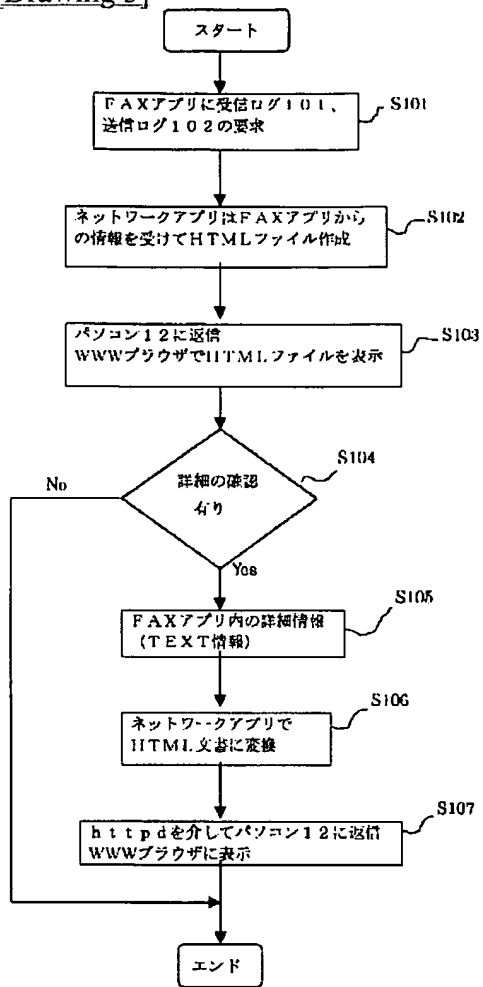 スタート
FAXアプリに受信ログ101、
送信ログ102の要求
S101
ネットワークアプリはFAXアプリから
の情報を受けてHTMLファイル作成
S102
パソコン12に返信
WWWブラウザでHTMLファイルを表示
S103
詳細の確認
有り
S104
No
Yes
FAXアプリ内の詳細情報
(TEXT情報)
S105
ネットワークアプリで
HTML文書に変換
S106
httpdを介してパソコン12に返信
WWWブラウザに表示
S107
エンド